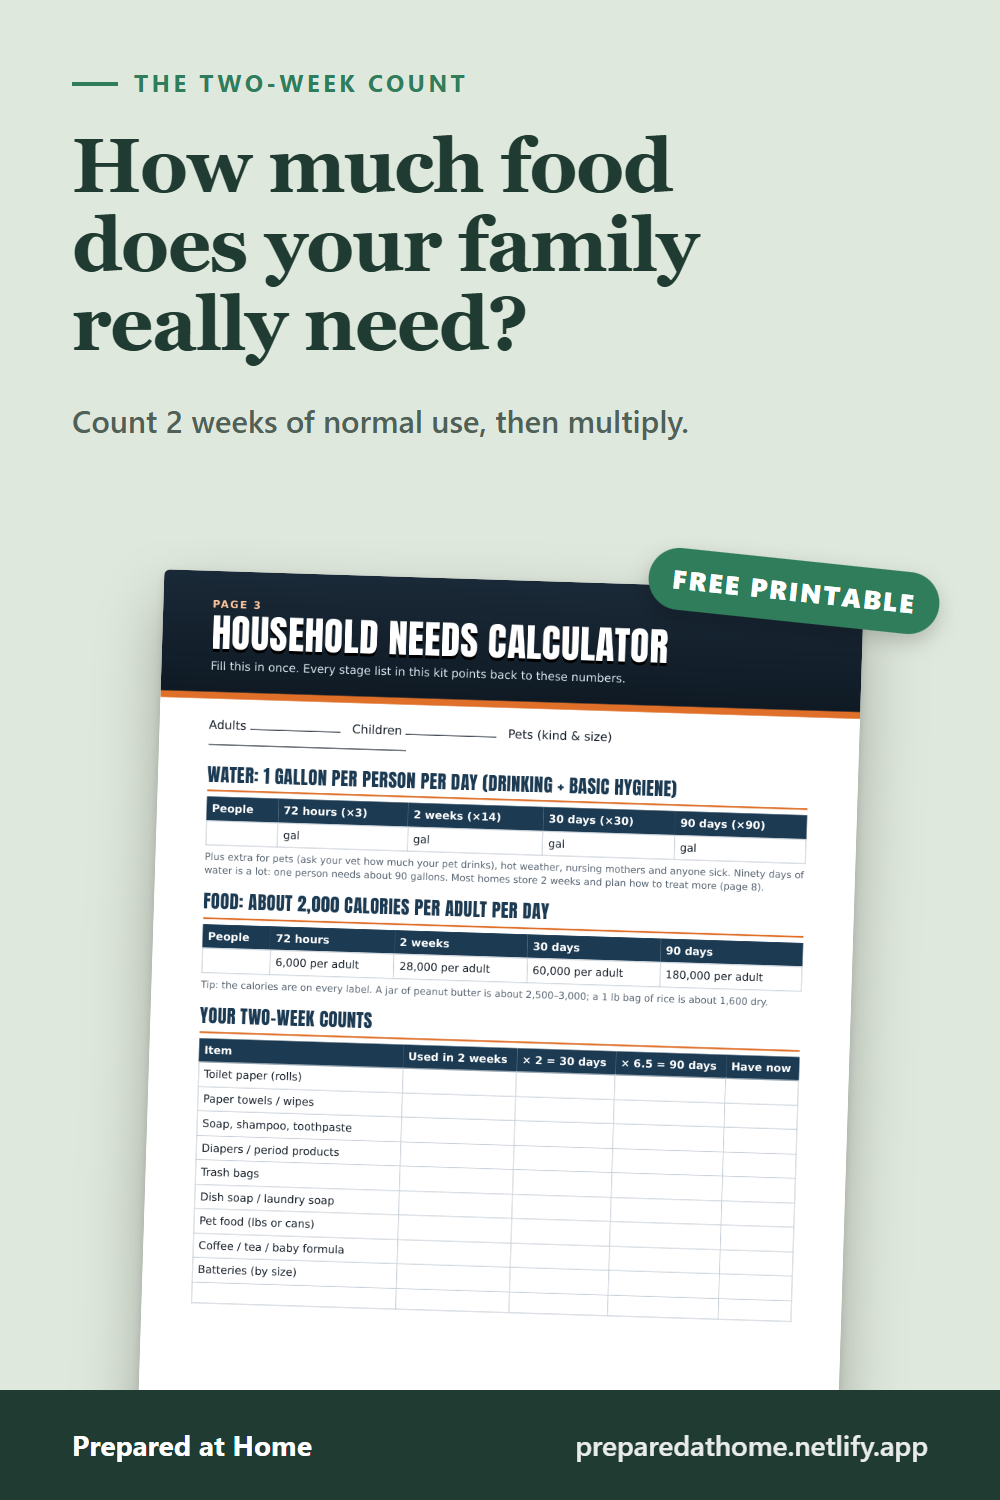 THE TWO-WEEK COUNT
How much food
does your family
really need?
Count 2 weeks of normal use, then multiply.
FREE PRINTABLE
PAGE 3
HOUSEHOLD NEEDS CALCULATOR
Fill this in once. Every stage list in this kit points back to these numbers.
Adults Children Pets (kind & size)
WATER: 1 GALLON PER PERSON PER DAY (DRINKING + BASIC HYGIENE)
People 72 hours (×3) 2 weeks (×14) 30 days (×30) 90 days (×90)
gal gal gal gal
Plus extra for pets (ask your vet how much your pet drinks), hot weather, nursing mothers and anyone sick. Ninety days of
water is a lot: one person needs about 90 gallons. Most homes store 2 weeks and plan how to treat more (page 8).
FOOD: ABOUT 2,000 CALORIES PER ADULT PER DAY
People 72 hours 2 weeks 30 days 90 days
6,000 per adult 28,000 per adult 60,000 per adult 180,000 per adult
Tip: the calories are on every label. A jar of peanut butter is about 2,500–3,000; a 1 lb bag of rice is about 1,600 dry.
YOUR TWO-WEEK COUNTS
Item Used in 2 weeks × 2 = 30 days × 6.5 = 90 days Have now
Toilet paper (rolls)
Paper towels / wipes
Soap, shampoo, toothpaste
Diapers / period products
Trash bags
Dish soap / laundry soap
Pet food (lbs or cans)
Coffee / tea / baby formula
Batteries (by size)
Prepared at Home
preparedathome.netlify.app